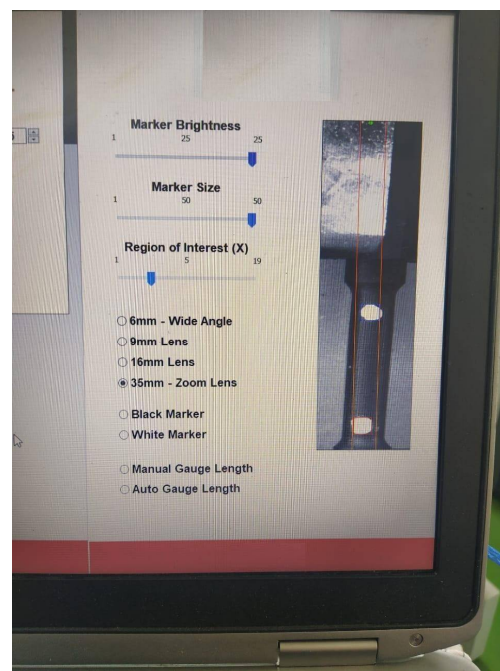 Marker Brightness
1 25 25
Marker Size
1 50 50
Region of Interest (X)
1 5 19
6mm - Wide Angle
9mm Lens
16mm Lens
35mm - Zoom Lens
Black Marker
White Marker
Manual Gauge Length
Auto Gauge Length